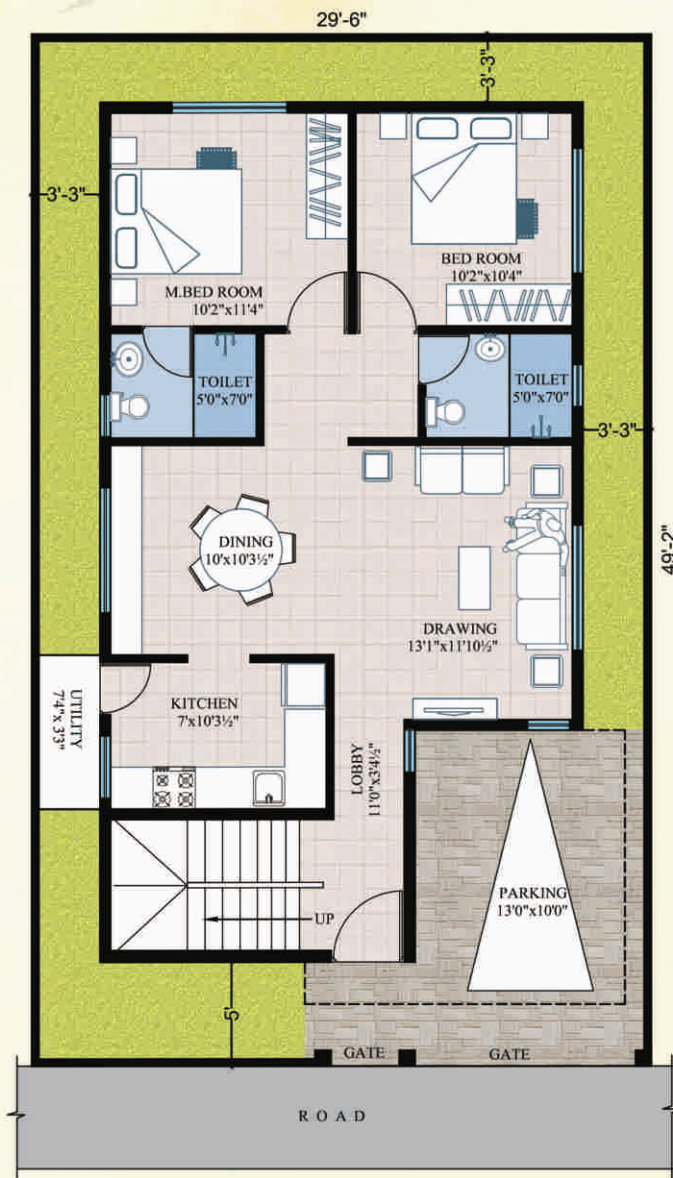 29'-6"
3'-3"
3'-3"
M.BED ROOM
10'2"x11'4"
BED ROOM
10'2"x10'4"
TOILET
5'0"x7'0"
TOILET
5'0"x7'0"
3'-3"
49'-2"
DINING
10'x10'3½"
DRAWING
13'1"x11'10½"
UTILITY
7'4"x 3'3"
KITCHEN
7'x10'3½"
LOBBY
11'0"x3'4½"
PARKING
13'0"x10'0"
UP
5'
GATE
GATE
ROAD